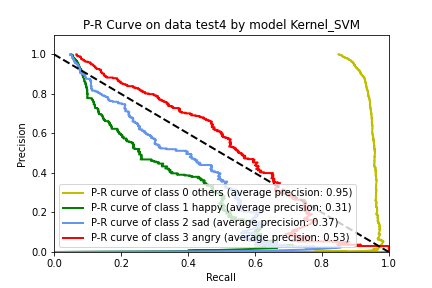 P-R Curve on data test4 by model Kernel_SVM
1.0
0.8
0.6
0.4
0.2
0.0
Precision
P-R curve of class 0 others (average precision: 0.95)
P-R curve of class 1 happy (average precision: 0.31)
P-R curve of class 2 sad (average precision: 0.37)
P-R curve of class 3 angry (average precision: 0.53)
0.0 0.2 0.4 0.6 0.8 1.0
Recall